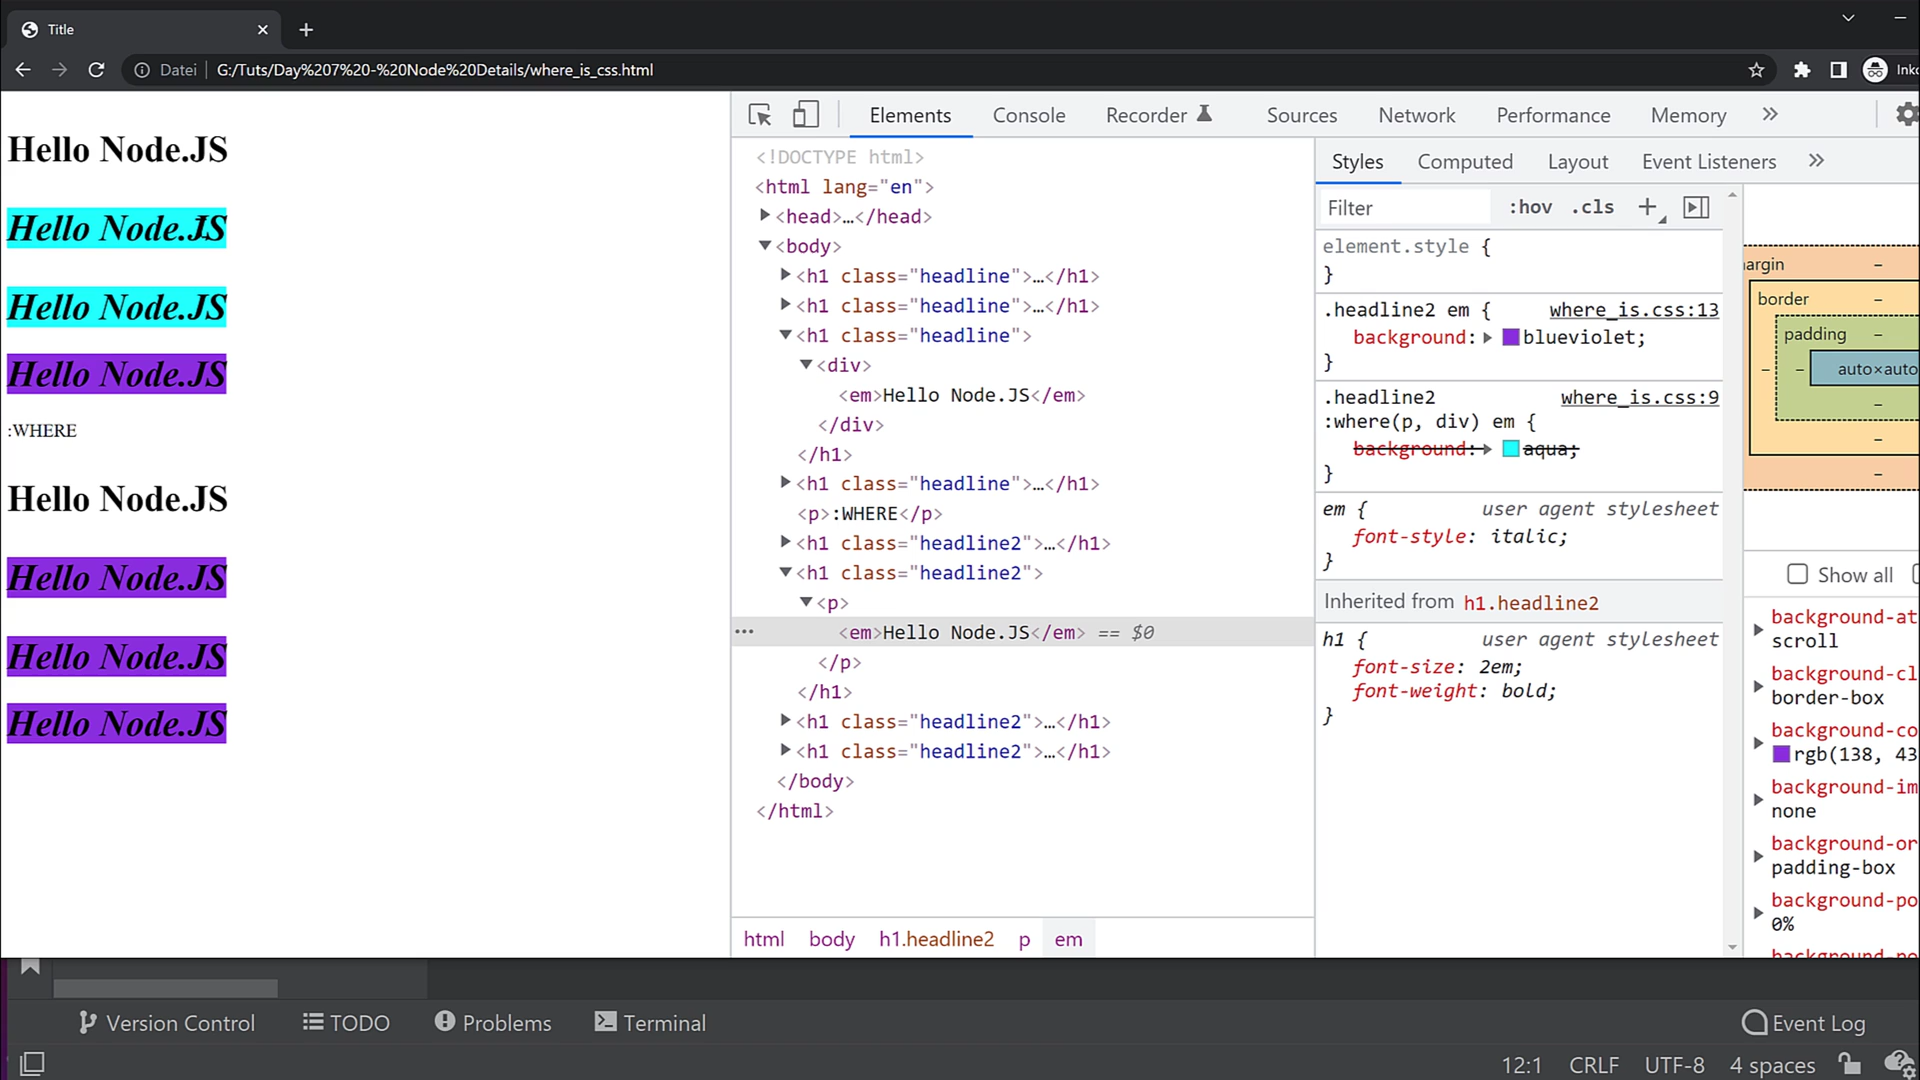 Title
Datei G:/Tuts/Day%207%20-%20Node%20Details/where_is_css.html
Hello Node.JS
Hello Node.JS
Hello Node.JS
Hello Node.JS
:WHERE
Hello Node.JS
Hello Node.JS
Hello Node.JS
Hello Node.JS
Elements Console Recorder Sources Network Performance Memory
<!DOCTYPE html>
<html lang="en">
<head>…</head>
<body>
<h1 class="headline">…</h1>
<h1 class="headline">…</h1>
<h1 class="headline">
<div>
<em>Hello Node.JS</em>
</div>
</h1>
<h1 class="headline">…</h1>
<p>:WHERE</p>
<h1 class="headline2">…</h1>
<h1 class="headline2">
<p>
<em>Hello Node.JS</em> == $0
</p>
</h1>
<h1 class="headline2">…</h1>
<h1 class="headline2">…</h1>
</body>
</html>
html body h1.headline2 p em
Styles Computed Layout Event Listeners
Filter :hov .cls
element.style {
}
.headline2 em { where_is.css:13
background: blueviolet;
}
.headline2 where_is.css:9
:where(p, div) em {
background: aqua;
}
em { user agent stylesheet
font-style: italic;
}
Inherited from h1.headline2
h1 { user agent stylesheet
font-size: 2em;
font-weight: bold;
}
border –
padding –
– – auto×auto
–
–
–
Show all
scroll
border-box
rgb(138, 43
none
padding-box
0%
Version Control TODO Problems Terminal Event Log
12:1 CRLF UTF-8 4 spaces